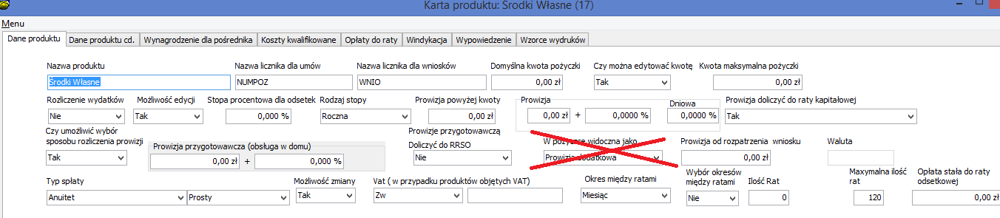 Karta produktu: Środki Własne (17)
Menu
Dane produktu Dane produktu cd. Wynagrodzenie dla pośrednika Koszty kwalifikowane Opłaty do raty Windykacja Wypowiedzenie Wzorce wydruków
Nazwa produktu Nazwa licznika dla umów Nazwa licznika dla wniosków Domyślna kwota pożyczki Czy można edytować kwotę Kwota maksymalna pożyczki
Środki Własne NUMPOZ WNIO 0,00 zł Tak 0,00 zł
Rozliczenie wydatków Możliwość edycji Stopa procentowa dla odsetek Rodzaj stopy Prowizja powyżej kwoty Prowizja Dniowa Prowizja doliczyć do raty kapitałowej
Nie Tak 0,000 % Roczna 0,00 zł 0,00 zł + 0,0000 % 0,0000 % Tak
Czy umożliwić wybór
sposobu rozliczenia prowizji
Tak
Prowizja przygotowawcza (obsługa w domu)
0,00 zł + 0,000 %
Prowizje przygotowawczą
Doliczyć do RRSO
Nie
W pożyczce widoczna jako
Prowizja dodatkowa
Prowizja od rozpatrzenia wniosku
0,00 zł
Waluta
Typ spłaty Możliwość zmiany Vat ( w przypadku produktów objętych VAT) Okres między ratami
Anuitet Prosty Tak Zw Miesiąc
Wybór okresów
między ratami
Nie
Ilość Rat
0
Maxymalna ilość
rat
120
Opłata stała do raty
odsetkowej
0,00 zł